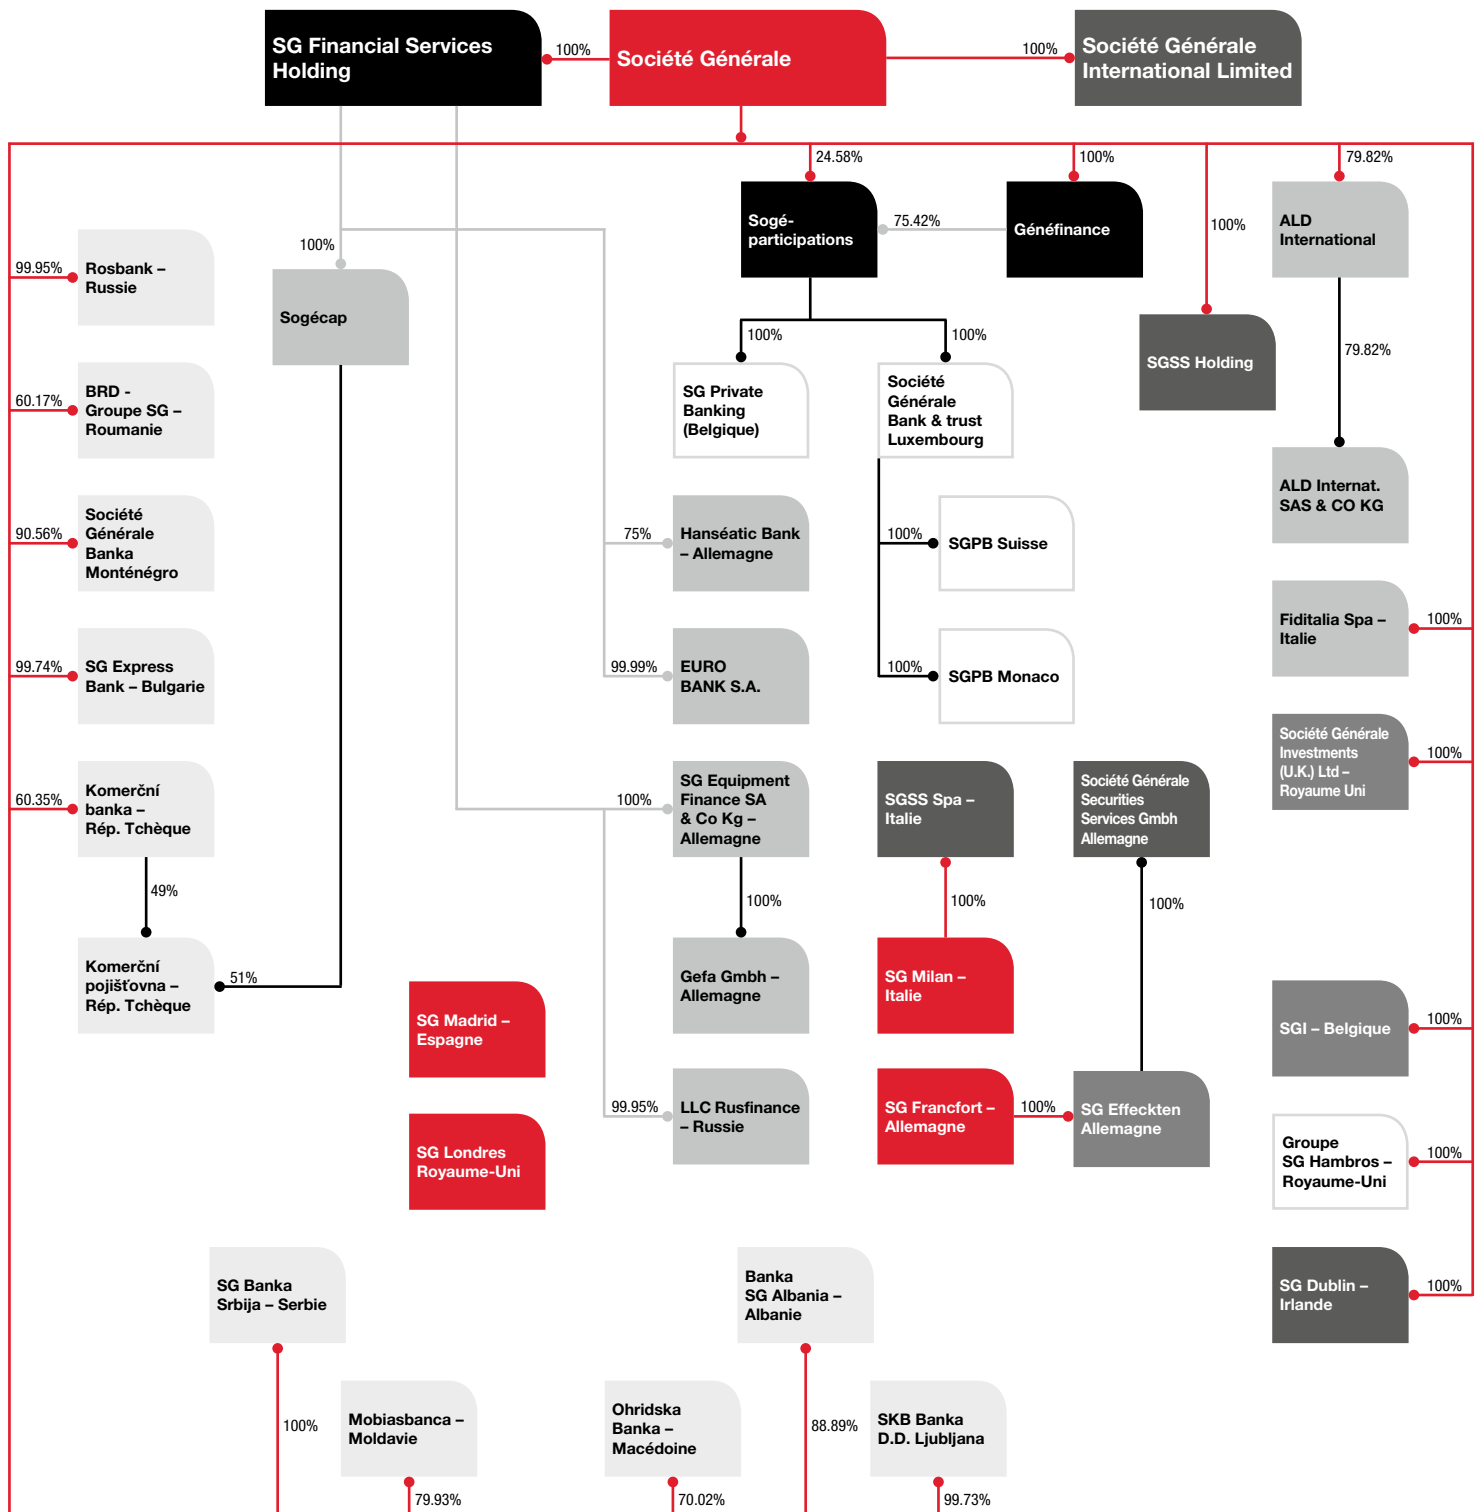 SG Financial Services
Holding
100%
Société Générale
100%
Société Générale
International Limited
24.58%
100%
79.82%
Sogé-
participations
75.42%
Généfinance
100%
ALD
International
100%
99.95%
Rosbank –
Russie
Sogécap
100%
100%
79.82%
SGSS Holding
60.17%
BRD -
Groupe SG –
Roumanie
SG Private
Banking
(Belgique)
Société
Générale
Bank & trust
Luxembourg
ALD Internat.
SAS & CO KG
90.56%
Société
Générale
Banka
Monténégro
75%
Hanséatic Bank
– Allemagne
100%
SGPB Suisse
Fiditalia Spa –
Italie
100%
99.74%
SG Express
Bank – Bulgarie
99.99%
EURO
BANK S.A.
100%
SGPB Monaco
Société Générale
Investments
(U.K.) Ltd –
Royaume Uni
100%
60.35%
Komerční
banka –
Rép. Tchèque
100%
SG Equipment
Finance SA
& Co Kg –
Allemagne
SGSS Spa –
Italie
Société Générale
Securities
Services Gmbh
Allemagne
49%
100%
100%
100%
Komerční
pojišťovna –
Rép. Tchèque
51%
SG Madrid –
Espagne
Gefa Gmbh –
Allemagne
SG Milan –
Italie
SGI – Belgique
100%
SG Londres
Royaume-Uni
99.95%
LLC Rusfinance
– Russie
SG Francfort –
Allemagne
100%
SG Effeckten
Allemagne
Groupe
SG Hambros –
Royaume-Uni
100%
SG Banka
Srbija – Serbie
Banka
SG Albania –
Albanie
SG Dublin –
Irlande
100%
100%
Mobiasbanca –
Moldavie
Ohridska
Banka –
Macédoine
88.89%
SKB Banka
D.D. Ljubljana
79.93%
70.02%
99.73%